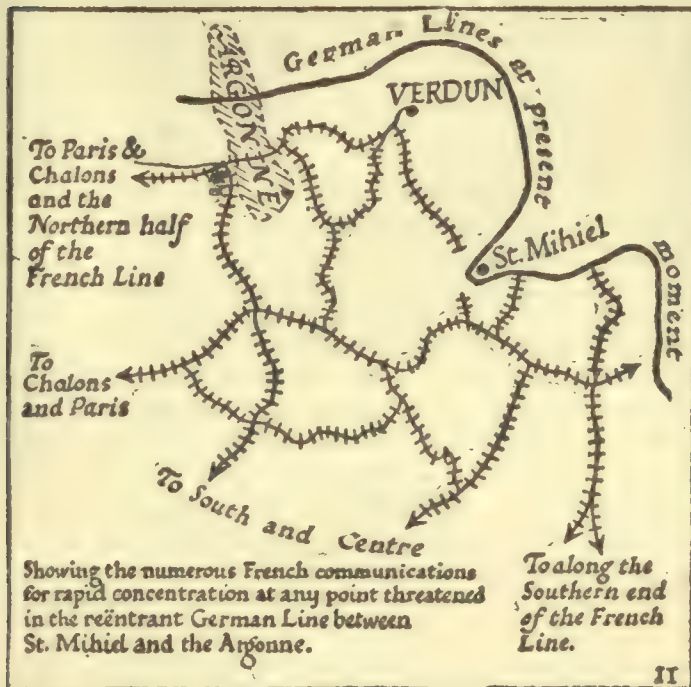 German Lines at present moment
ARGONNE
VERDUN
To Paris &
Chalons
and the
Northern half
of the
French Line
St. Mihiel
To
Chalons
and Paris
To South and Centre
Showing the numerous French communications
for rapid concentration at any point threatened
in the reëntrant German Line between
St. Mihiel and the Argonne.
To along the
Southern end
of the French
Line.
II